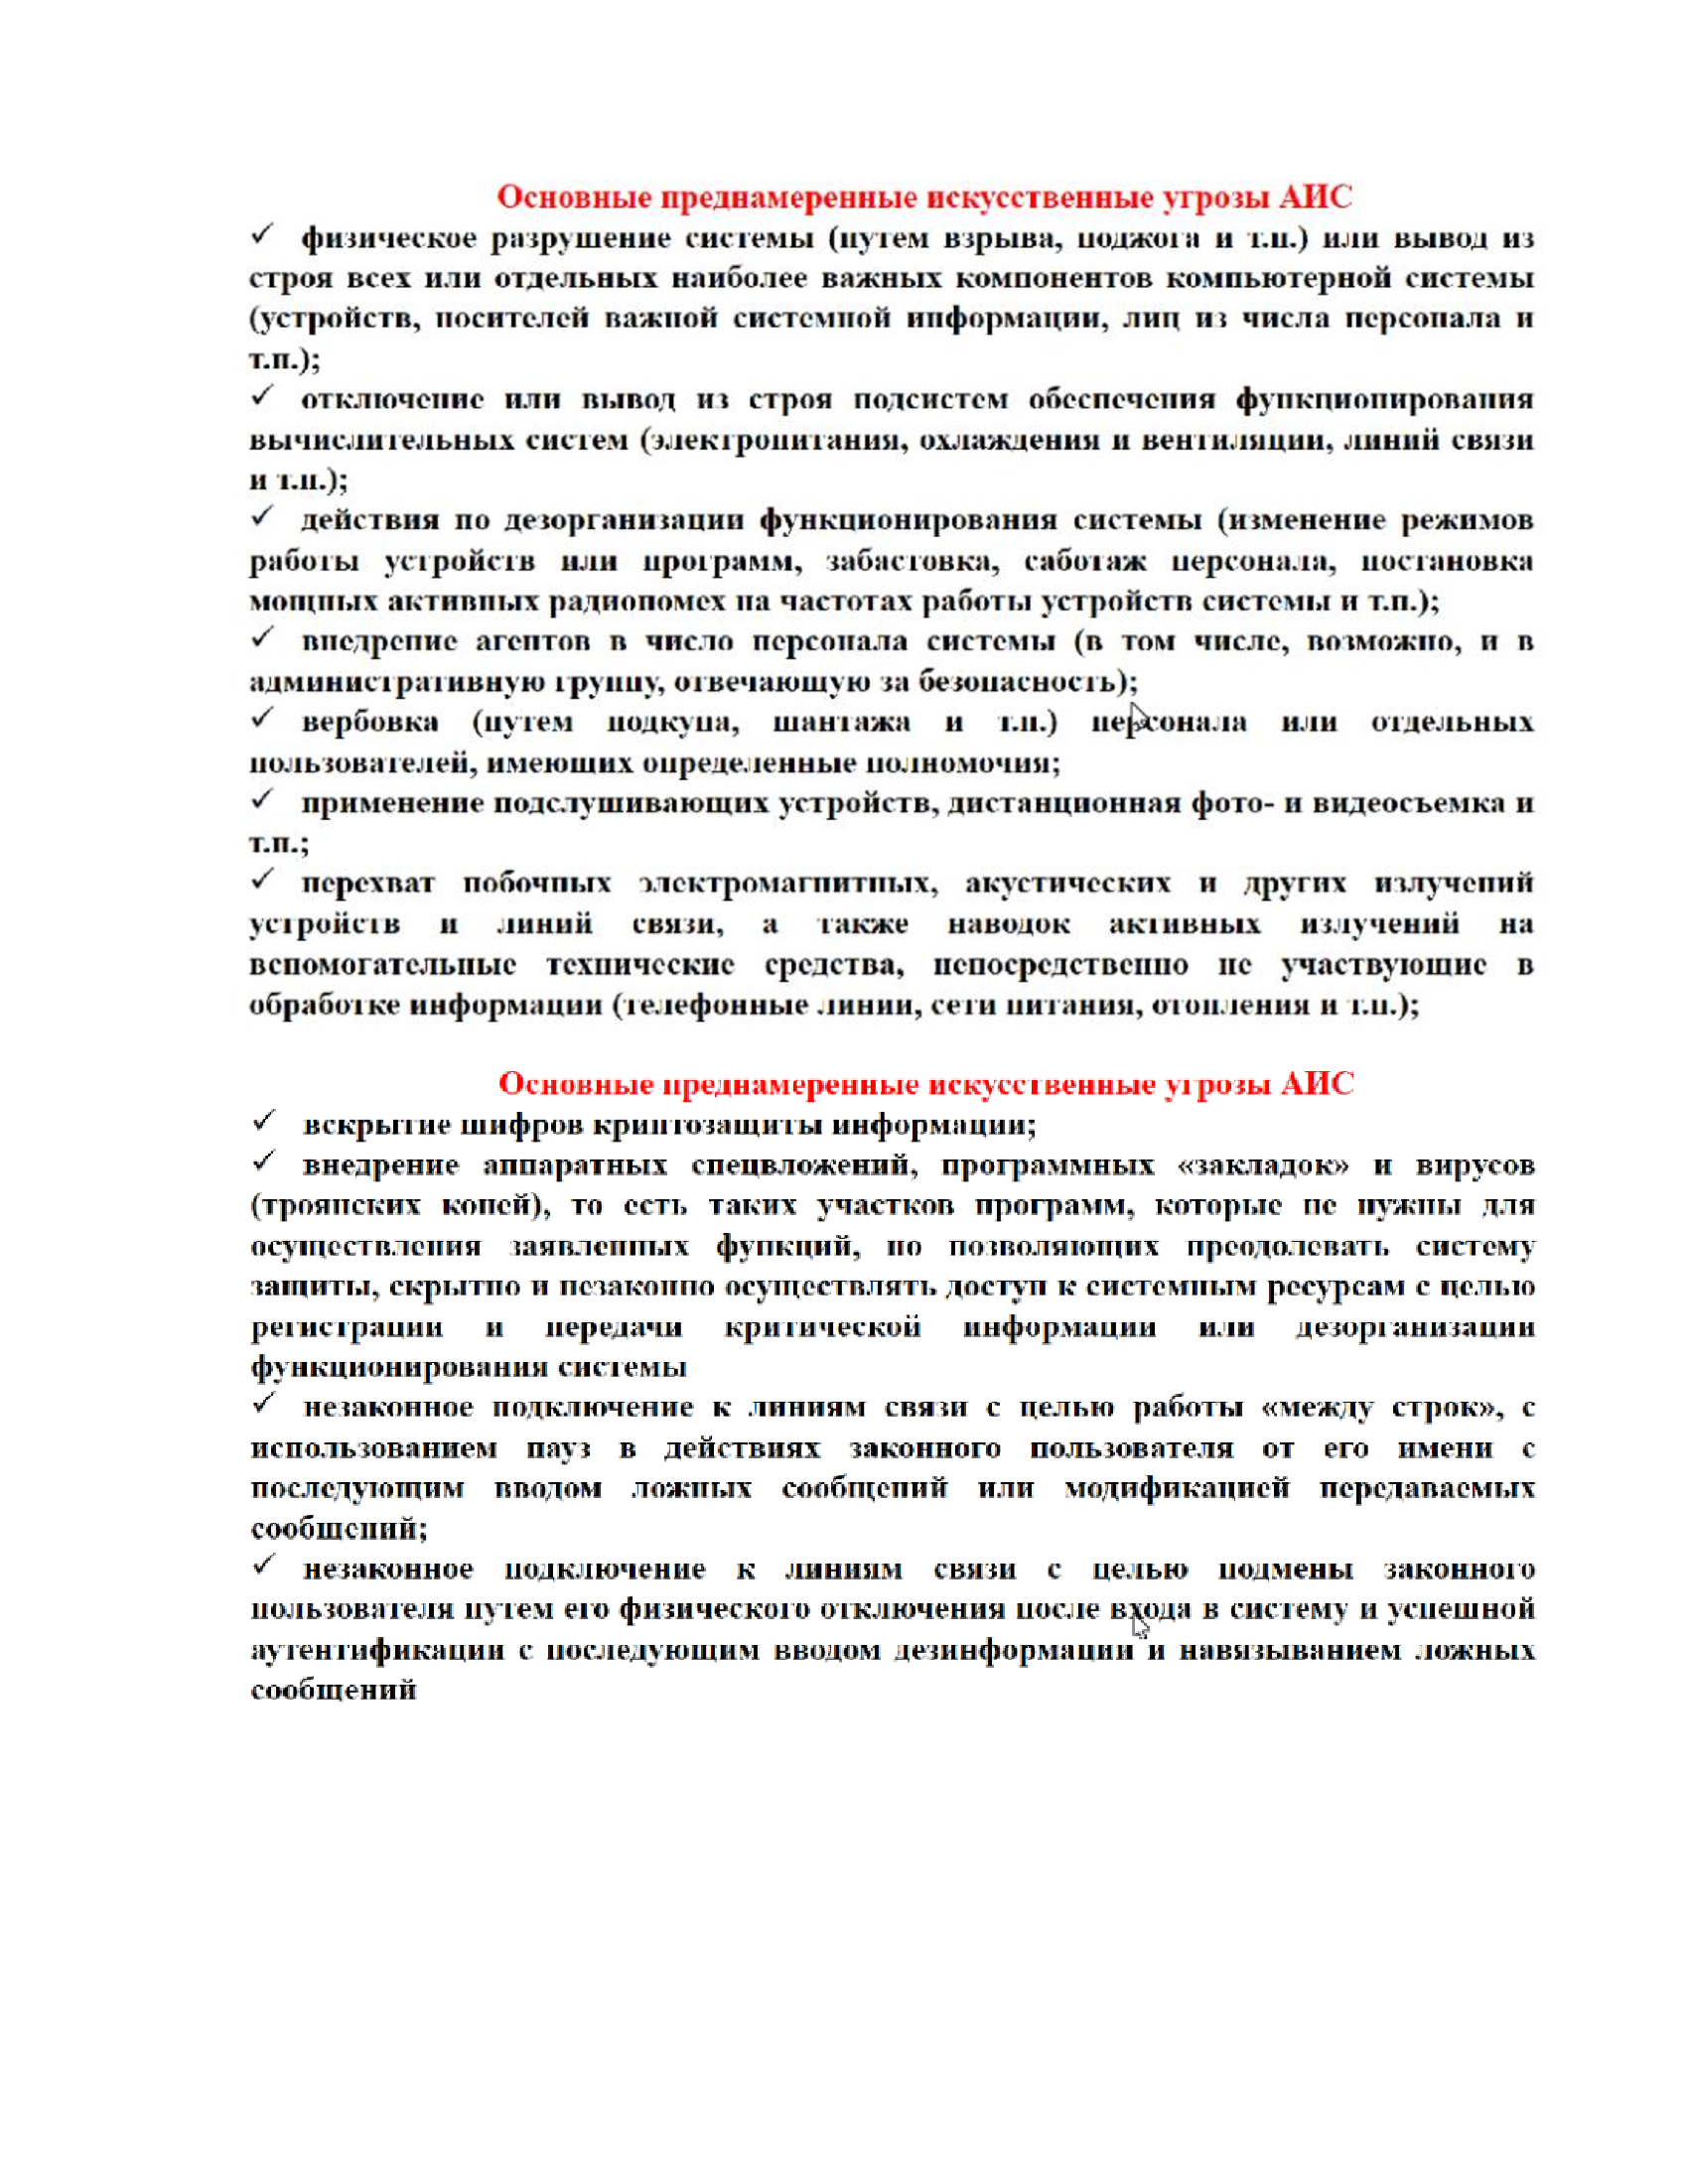 Основные преднамеренные искусственные угрозы АИС
✓ физическое разрушение системы (путем взрыва, поджога и т.п.) или вывод из
строя всех или отдельных наиболее важных компонентов компьютерной системы
(устройств, носителей важной системной информации, лиц из числа персонала и
т.п.);
✓ отключение или вывод из строя подсистем обеспечения функционирования
вычислительных систем (электропитания, охлаждения и вентиляции, линий связи
и т.п.);
✓ действия по дезорганизации функционирования системы (изменение режимов
работы устройств или программ, забастовка, саботаж персонала, постановка
мощных активных радиопомех на частотах работы устройств системы и т.п.);
✓ внедрение агентов в число персонала системы (в том числе, возможно, и в
административную группу, отвечающую за безопасность);
✓ вербовка (путем подкупа, шантажа и т.п.) персонала или отдельных
пользователей, имеющих определенные полномочия;
✓ применение подслушивающих устройств, дистанционная фото- и видеосъемка и
т.п.;
✓ перехват побочных электромагнитных, акустических и других излучений
устройств и линий связи, а также наводок активных излучений на
вспомогательные технические средства, непосредственно не участвующие в
обработке информации (телефонные линии, сети питания, отопления и т.п.);
Основные преднамеренные искусственные угрозы АИС
✓ вскрытие шифров криптозащиты информации;
✓ внедрение аппаратных спецвложений, программных «закладок» и вирусов
(троянских коней), то есть таких участков программ, которые не нужны для
осуществления заявленных функций, но позволяющих преодолевать систему
защиты, скрытно и незаконно осуществлять доступ к системным ресурсам с целью
регистрации и передачи критической информации или дезорганизации
функционирования системы
✓ незаконное подключение к линиям связи с целью работы «между строк», с
использованием пауз в действиях законного пользователя от его имени с
последующим вводом ложных сообщений или модификацией передаваемых
сообщений;
✓ незаконное подключение к линиям связи с целью подмены законного
пользователя путем его физического отключения после входа в систему и успешной
аутентификации с последующим вводом дезинформации и навязыванием ложных
сообщений